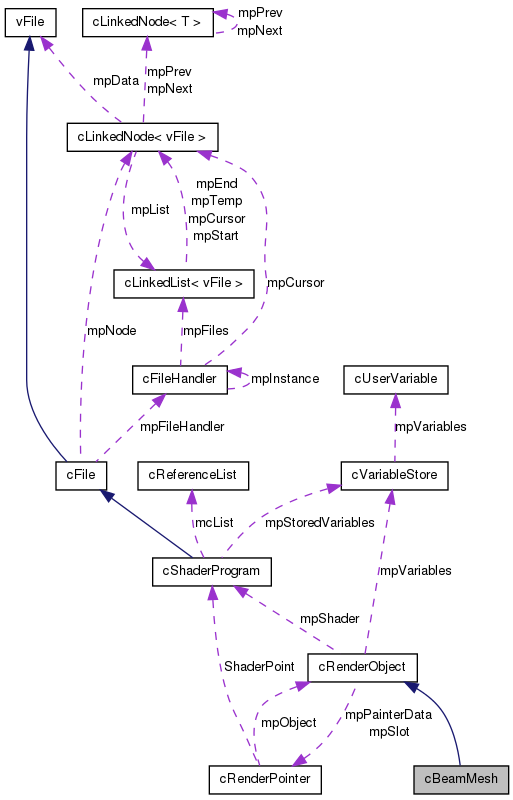 vFile
cLinkedNode< T >
mpPrev
mpNext
mpData
mpPrev
mpNext
cLinkedNode< vFile >
mpList
mpEnd
mpTemp
mpCursor
mpStart
cLinkedList< vFile >
mpCursor
mpNode
mpFiles
cFileHandler
mpInstance
cUserVariable
mpFileHandler
mpVariables
cFile
cReferenceList
cVariableStore
mcList
mpStoredVariables
cShaderProgram
mpVariables
mpShader
ShaderPoint
cRenderObject
mpObject
mpPainterData
mpSlot
cRenderPointer
cBeamMesh